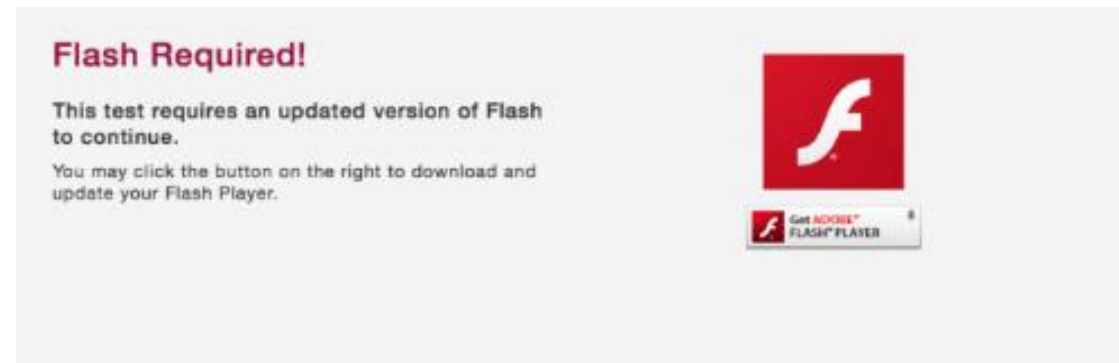 Flash Required!
This test requires an updated version of Flash
to continue.
You may click the button on the right to download and
update your Flash Player.
Get ADOBE
FLASH PLAYER